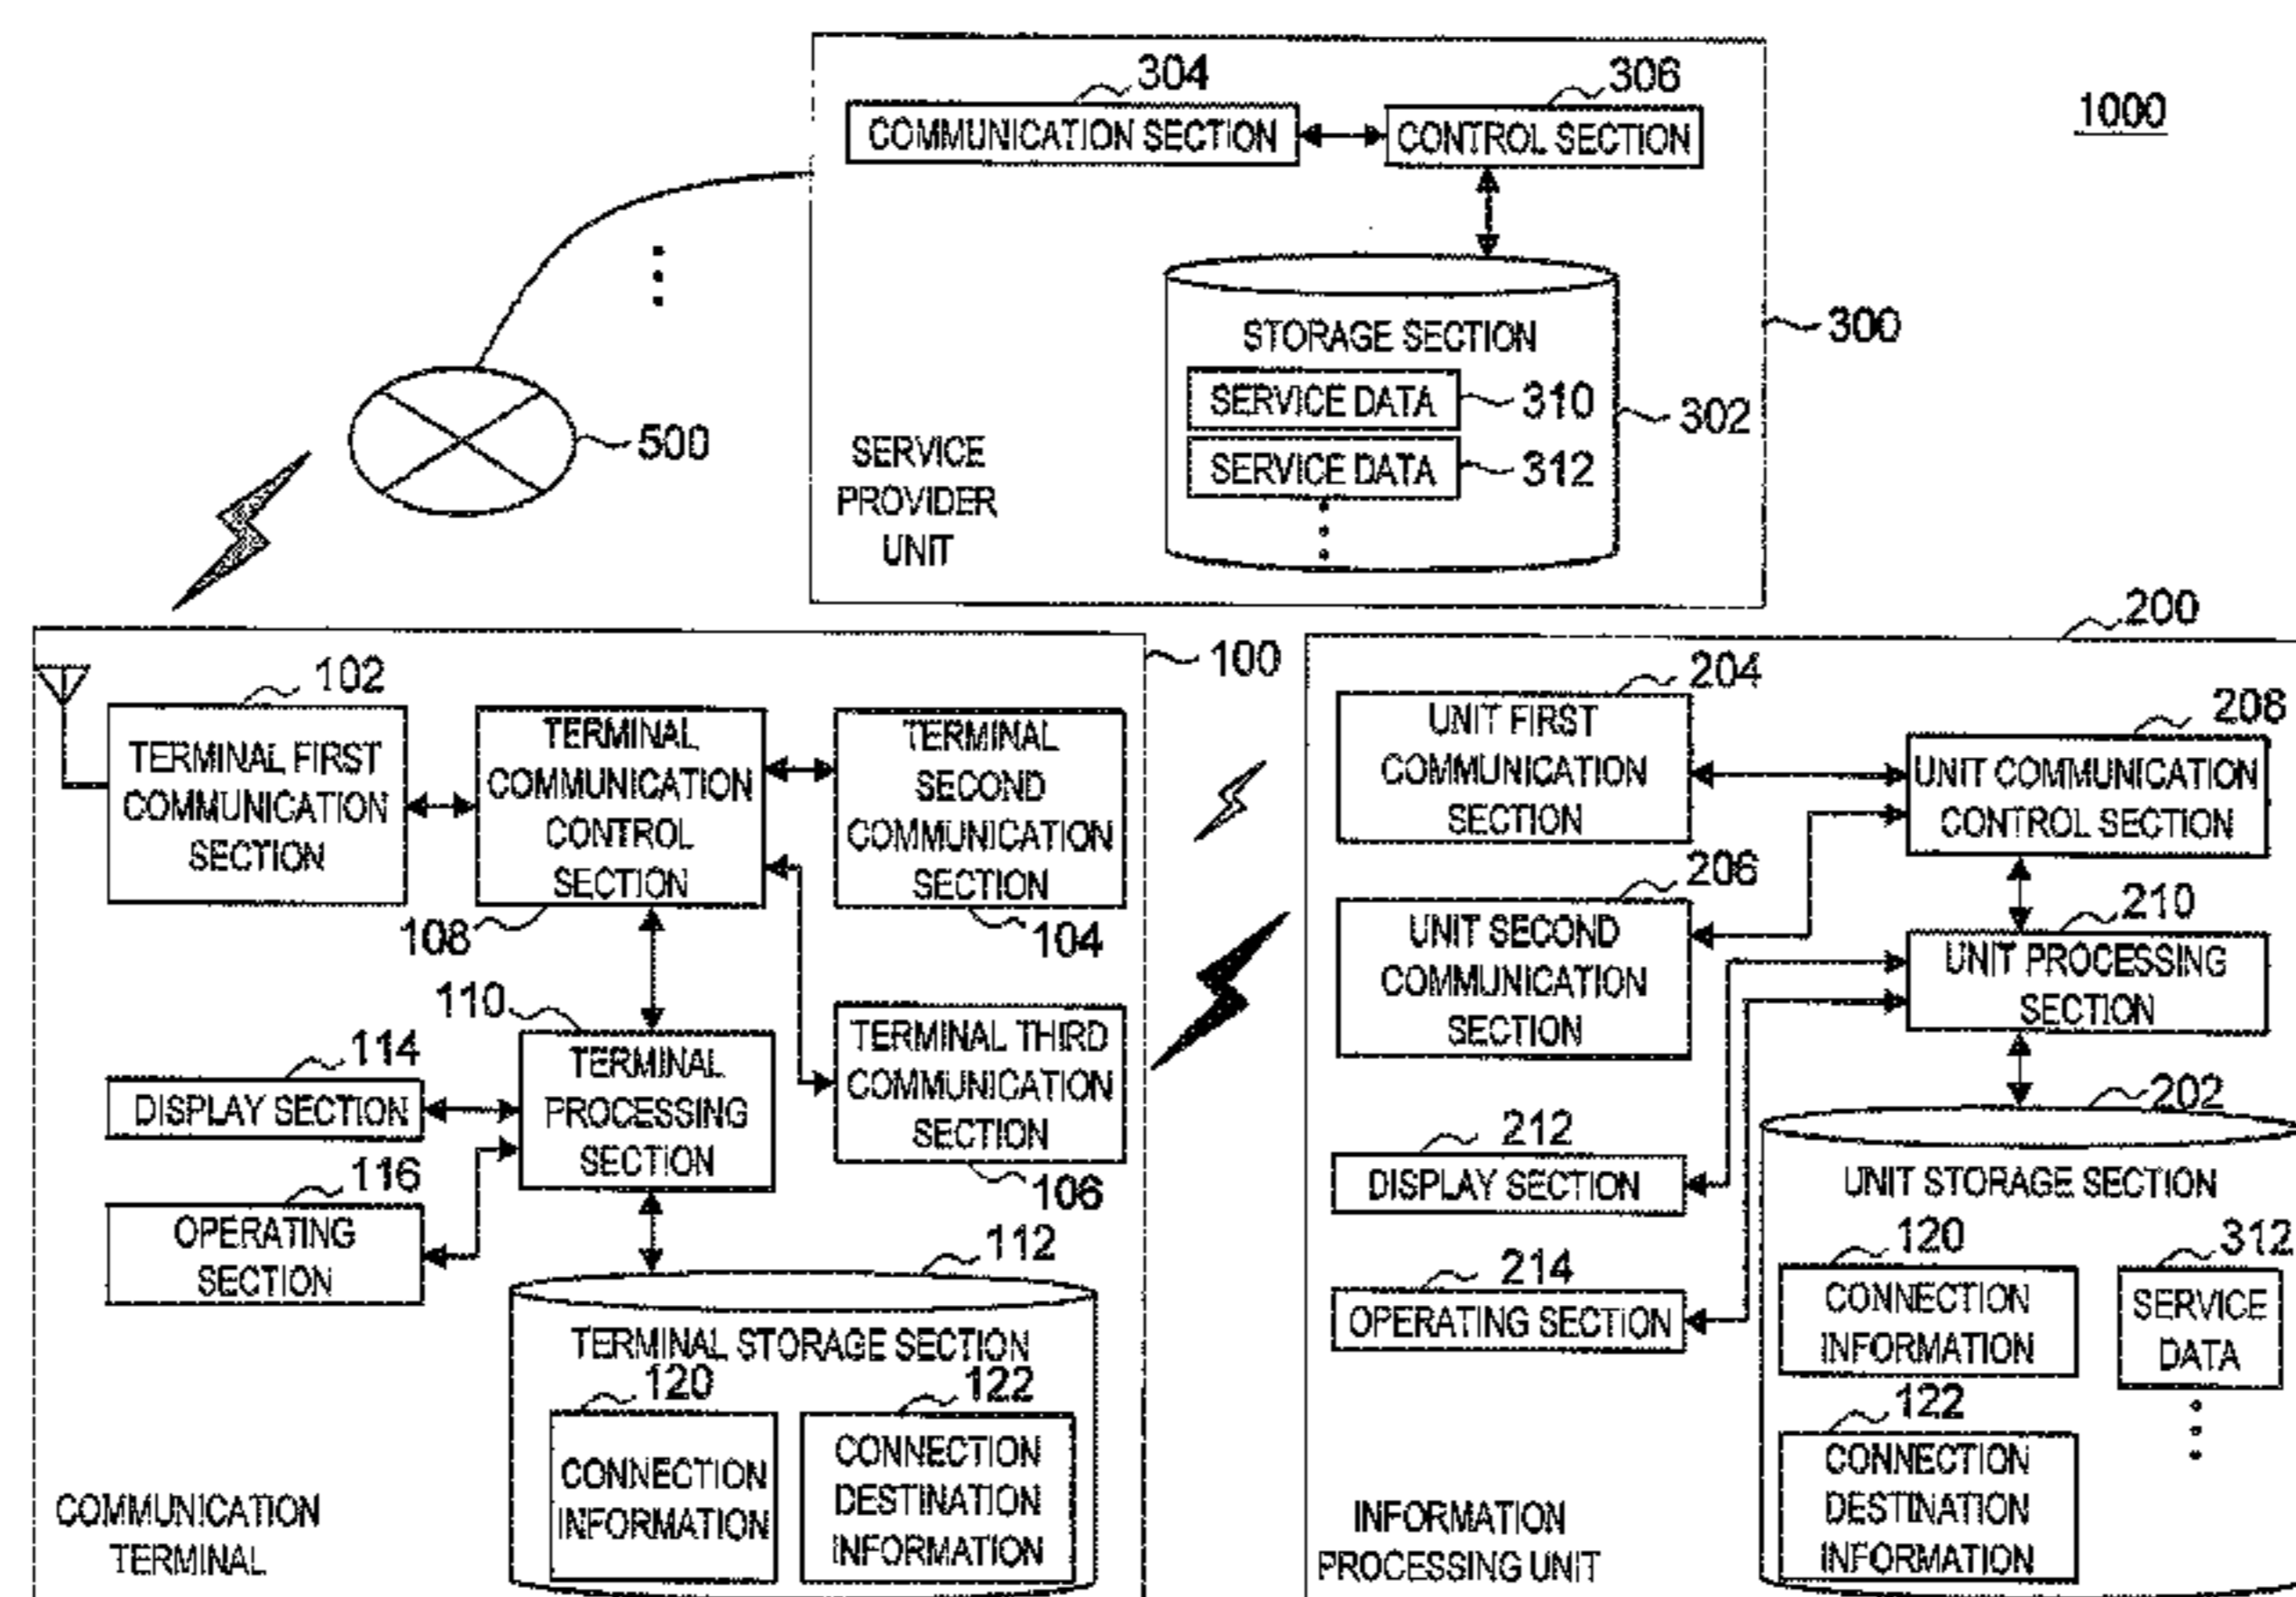 1000
304
306
COMMUNICATION SECTION
CONTROL SECTION
STORAGE SECTION
300
SERVICE DATA
310
302
SERVICE DATA
312
500
SERVICE
PROVIDER
UNIT
100
102
TERMINAL FIRST
COMMUNICATION
SECTION
TERMINAL
COMMUNICATION
CONTROL
SECTION
108
TERMINAL
SECOND
COMMUNICATION
SECTION
104
110
TERMINAL
PROCESSING
SECTION
TERMINAL THIRD
COMMUNICATION
SECTION
106
114
DISPLAY SECTION
116
OPERATING
SECTION
112
TERMINAL STORAGE SECTION
120
CONNECTION
INFORMATION
122
CONNECTION
DESTINATION
INFORMATION
COMMUNICATION
TERMINAL
200
204
UNIT FIRST
COMMUNICATION
SECTION
208
UNIT COMMUNICATION
CONTROL SECTION
206
UNIT SECOND
COMMUNICATION
SECTION
210
UNIT PROCESSING
SECTION
212
DISPLAY SECTION
214
OPERATING SECTION
202
UNIT STORAGE SECTION
120
CONNECTION
INFORMATION
312
SERVICE
DATA
122
CONNECTION
DESTINATION
INFORMATION
INFORMATION
PROCESSING UNIT